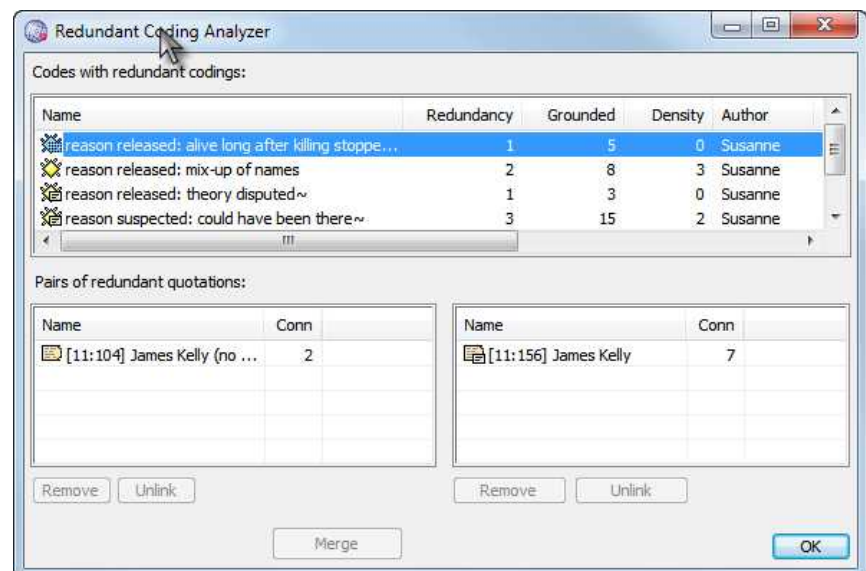 Redundant Coding Analyzer
Codes with redundant codings:
Name Redundancy Grounded Density Author
reason released: alive long after killing stoppe... 1 5 0 Susanne
reason released: mix-up of names 2 8 3 Susanne
reason released: theory disputed~ 1 3 0 Susanne
reason suspected: could have been there~ 3 15 2 Susanne
Pairs of redundant quotations:
Name Conn Name Conn
[11:104] James Kelly (no ... 2 [11:156] James Kelly 7
Remove Unlink Remove Unlink
Merge OK